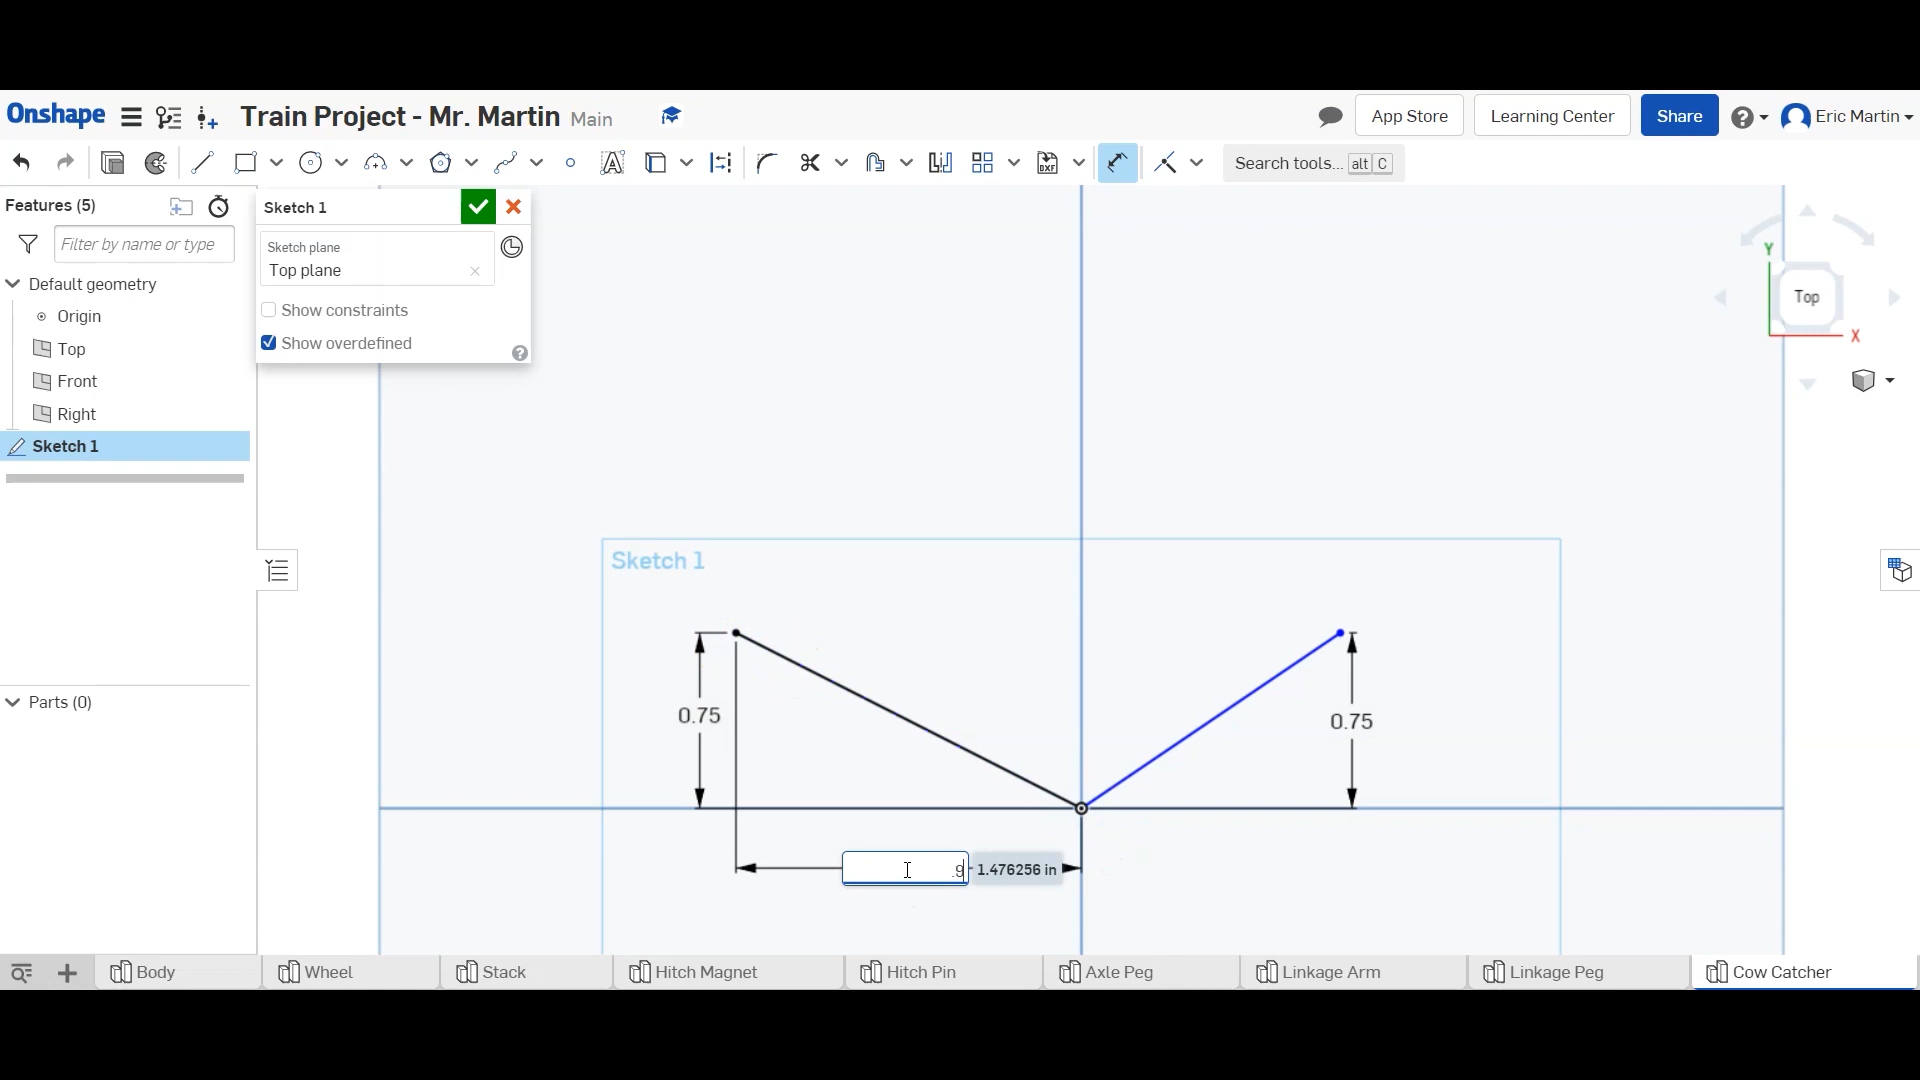 Onshape Train Project - Mr. Martin Main App Store Learning Center Share Eric Martin
Search tools... alt C
Features (5)
Filter by name or type
Default geometry
Origin
Top
Front
Right
Sketch 1
Parts (0)
Sketch 1
Sketch plane
Top plane
Show constraints
Show overdefined
Y
Top
X
Sketch 1
0.75
0.75
.9 1.476256 in
Body Wheel Stack Hitch Magnet Hitch Pin Axle Peg Linkage Arm Linkage Peg Cow Catcher